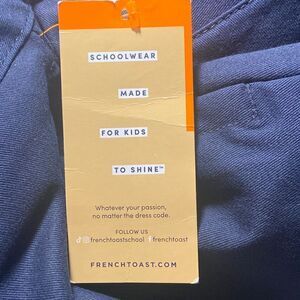 SCHOOLWEAR
MADE
FOR KIDS
TO SHINE™
Whatever your passion,
no matter the dress code.
FOLLOW US
frenchtoastschool frenchtoast
FRENCHTOAST.COM